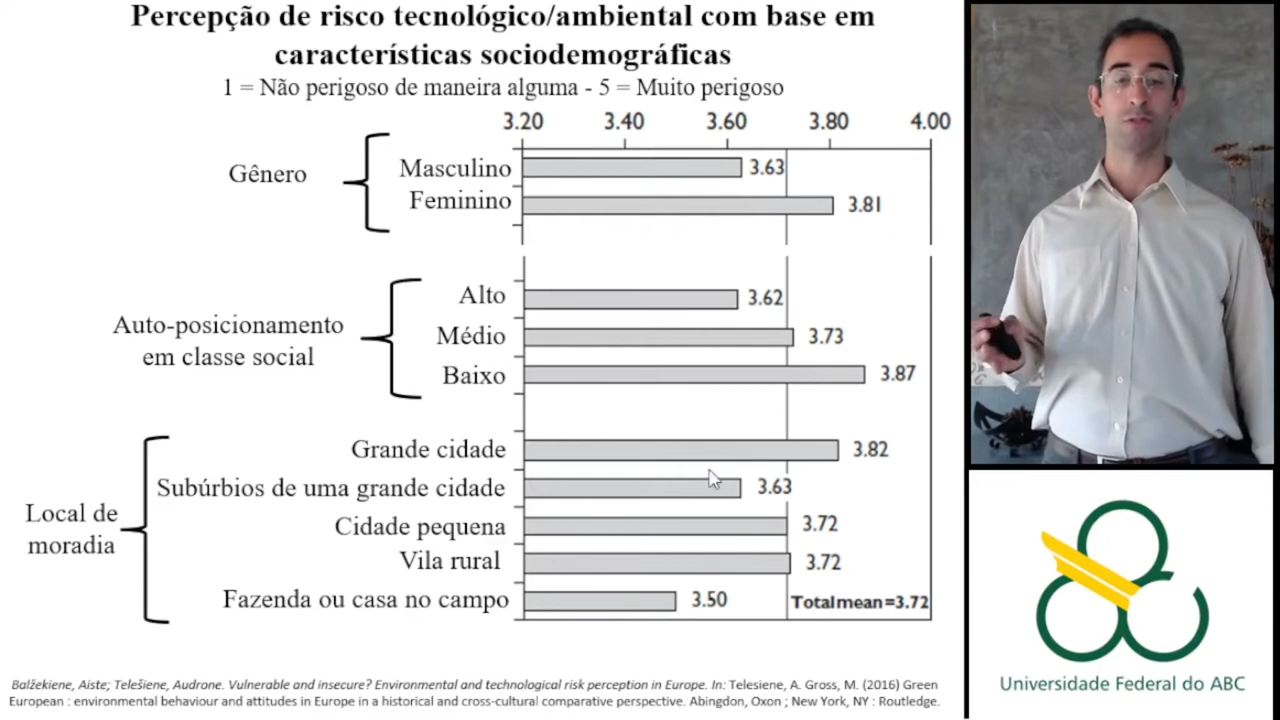 Percepção de risco tecnológico/ambiental com base em
características sociodemográficas
1 = Não perigoso de maneira alguma - 5 = Muito perigoso
3.20 3.40 3.60 3.80 4.00
Gênero
Masculino 3.63
Feminino 3.81
Auto-posicionamento
em classe social
Alto 3.62
Médio 3.73
Baixo 3.87
Local de
moradia
Grande cidade 3.82
Subúrbios de uma grande cidade 3.63
Cidade pequena 3.72
Vila rural 3.72
Fazenda ou casa no campo 3.50
Total mean=3.72
Balžekiene, Aiste; Telešiene, Audrone. Vulnerable and insecure? Environmental and technological risk perception in Europe. In: Telesiene, A. Gross, M. (2016) Green
European : environmental behaviour and attitudes in Europe in a historical and cross-cultural comparative perspective. Abingdon, Oxon ; New York, NY : Routledge.
Universidade Federal do ABC